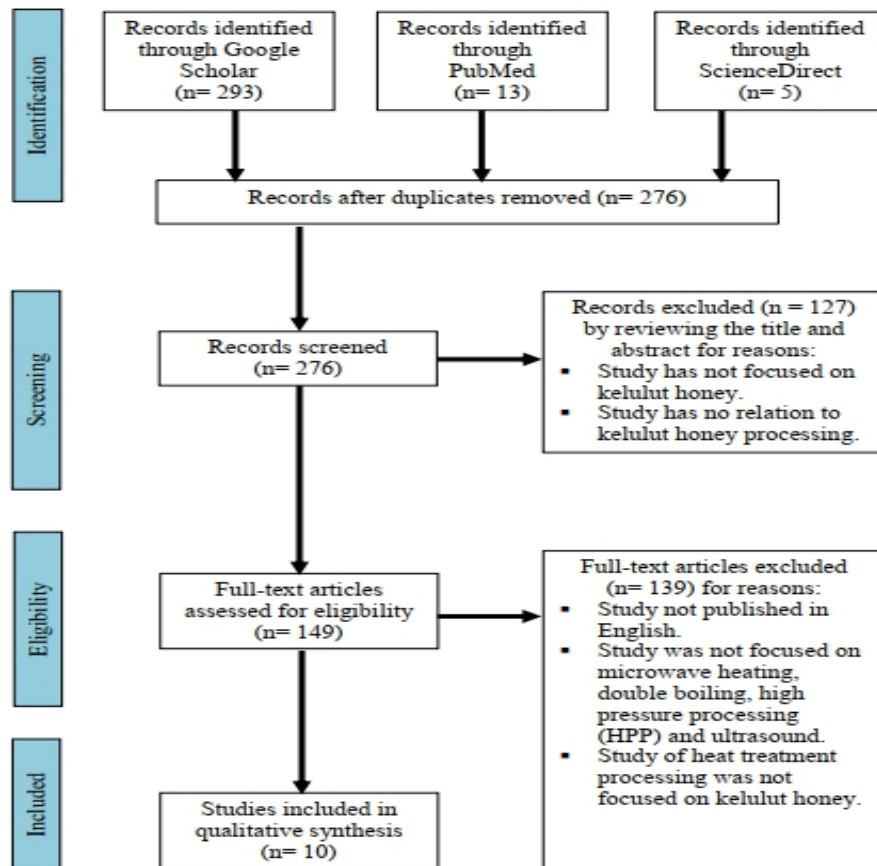 Identification
Records identified
through Google
Scholar
(n= 293)
Records identified
through
PubMed
(n= 13)
Records identified
through
ScienceDirect
(n= 5)
Records after duplicates removed (n= 276)
Screening
Records screened
(n= 276)
Records excluded (n = 127)
by reviewing the title and
abstract for reasons:
▪ Study has not focused on
kelulut honey.
▪ Study has no relation to
kelulut honey processing.
Eligibility
Full-text articles
assessed for eligibility
(n= 149)
Full-text articles excluded
(n= 139) for reasons:
▪ Study not published in
English.
▪ Study was not focused on
microwave heating,
double boiling, high
pressure processing
(HPP) and ultrasound.
▪ Study of heat treatment
processing was not
focused on kelulut honey.
Included
Studies included in
qualitative synthesis
(n= 10)